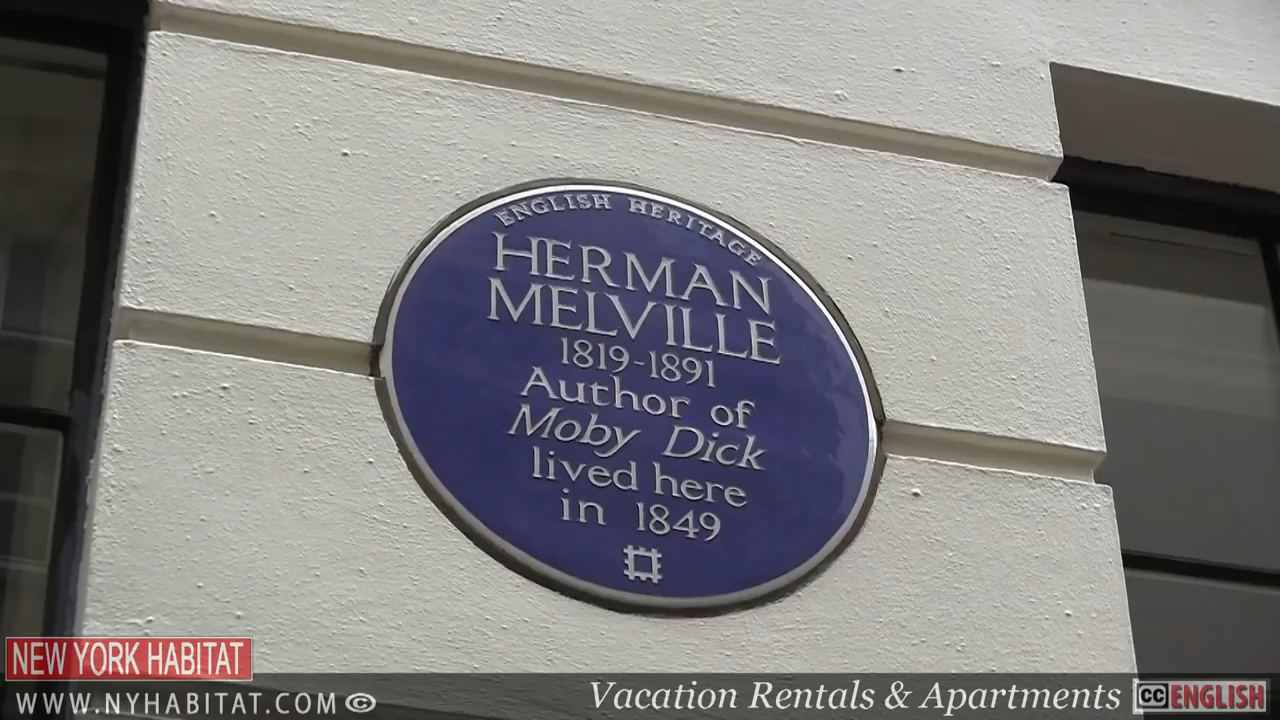 ENGLISH HERITAGE
HERMAN
MELVILLE
1819-1891
Author of
Moby Dick
lived here
in 1849
NEW YORK HABITAT
WWW.NYHABITAT.COM ©
Vacation Rentals & Apartments
CC ENGLISH